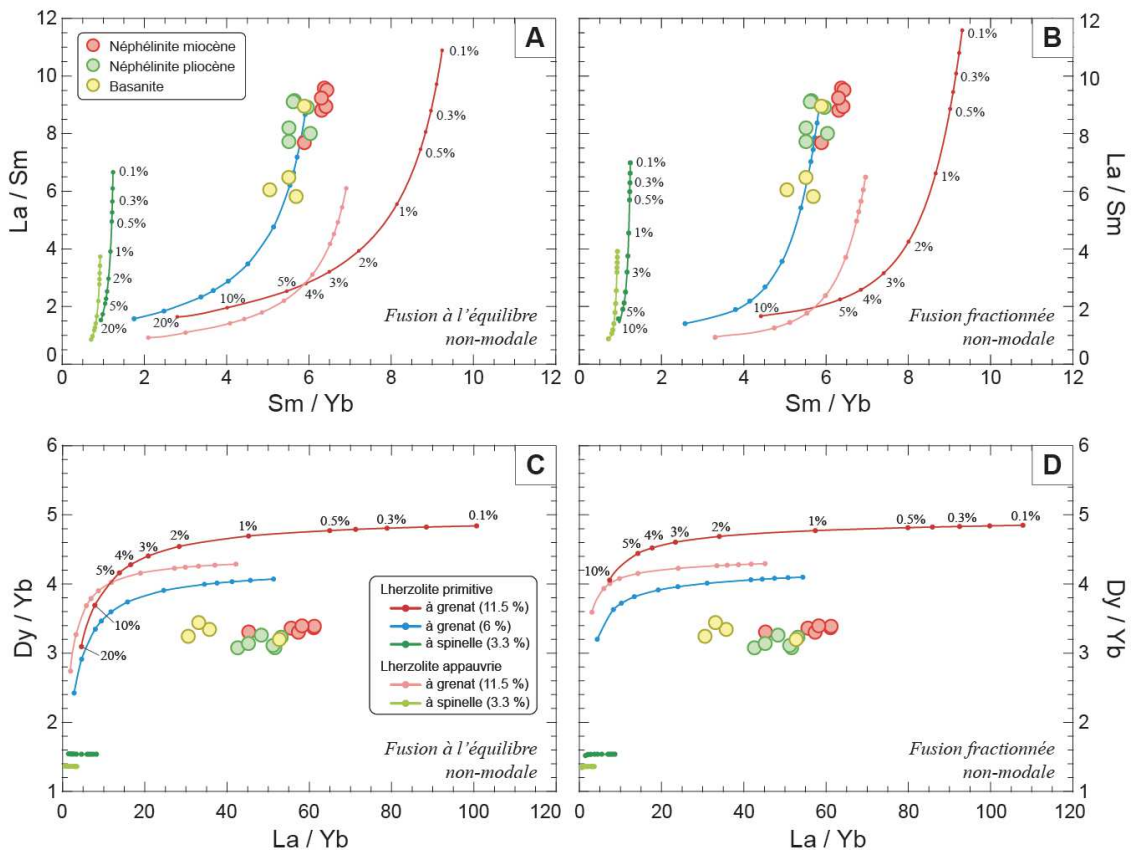 A
Néphélinite miocène
Néphélinite pliocène
Basanite
12
10
8
6
4
2
0
La / Sm
0.1%
0.3%
0.5%
1%
2%
5%
20%
0.1%
0.3%
0.5%
1%
2%
3%
4%
5%
10%
20%
Fusion à l'équilibre
non-modale
0 2 4 6 8 10 12
Sm / Yb
B
12
10
8
6
4
2
0
La / Sm
0.1%
0.3%
0.5%
1%
3%
5%
10%
0.1%
0.3%
0.5%
1%
2%
4%
5%
10%
Fusion fractionnée
non-modale
0 2 4 6 8 10 12
Sm / Yb
C
6
5
4
3
2
1
Dy / Yb
0.1%
0.3%
0.5%
1%
2%
3%
4%
5%
10%
20%
Lherzolite primitive
à grenat (11.5 %)
à grenat (6 %)
à spinelle (3.3 %)
Lherzolite appauvrie
à grenat (11.5 %)
à spinelle (3.3 %)
Fusion à l'équilibre
non-modale
0 20 40 60 80 100 120
La / Yb
D
6
5
4
3
2
1
Dy / Yb
0.1%
0.3%
0.5%
1%
2%
3%
4%
5%
10%
Fusion fractionnée
non-modale
0 20 40 60 80 100 120
La / Yb